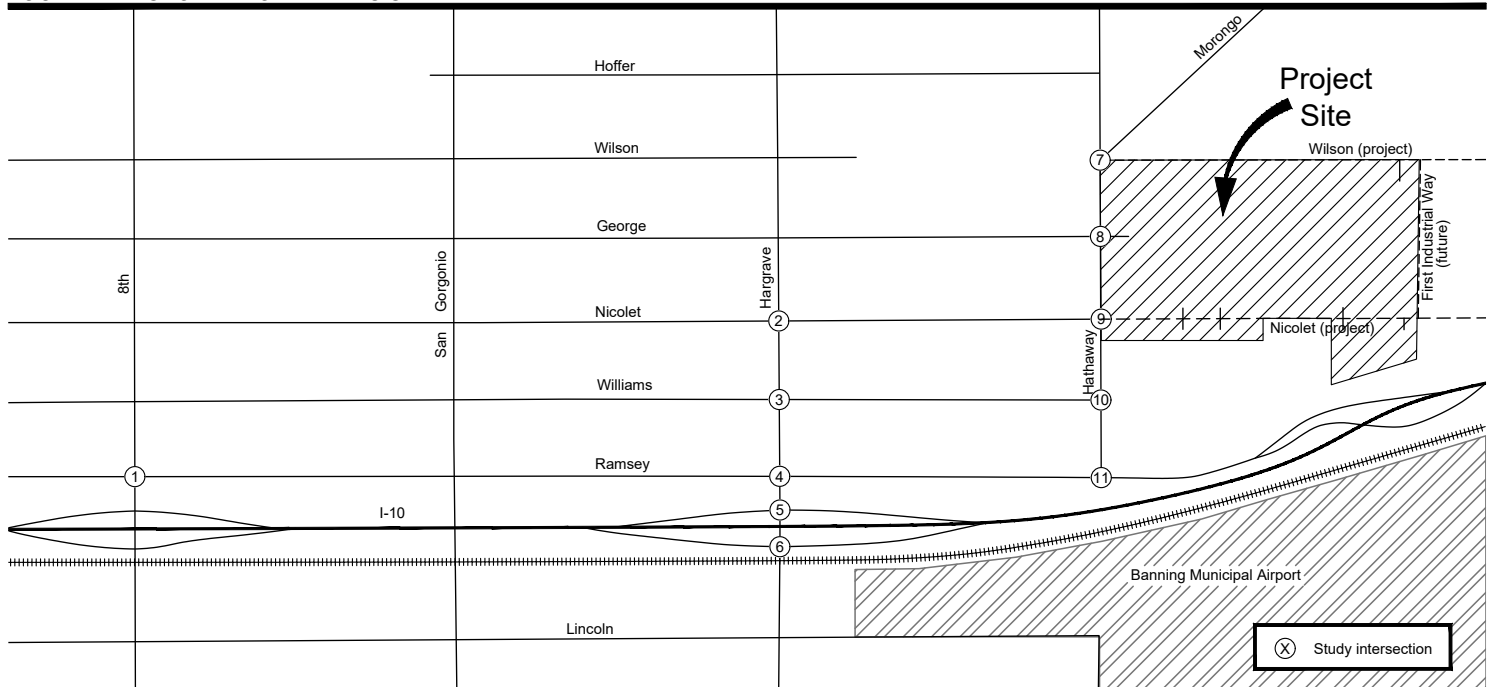 Morongo
Hoffer
Project
Site
Wilson
Wilson (project)
7
George
8
First Industrial Way
(future)
8th
San Gorgonio
Hargrave
Nicolet
2
9
Nicolet (project)
Hathaway
Williams
3
10
Ramsey
1
4
11
I-10
5
6
Banning Municipal Airport
Lincoln
X Study intersection